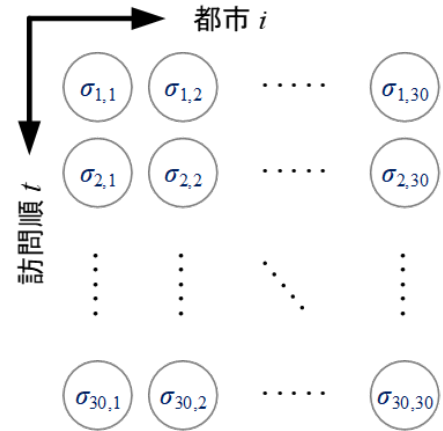 都市 i
訪問順 t
σ1,1 σ1,2 ····· σ1,30
σ2,1 σ2,2 ····· σ2,30
σ30,1 σ30,2 ····· σ30,30